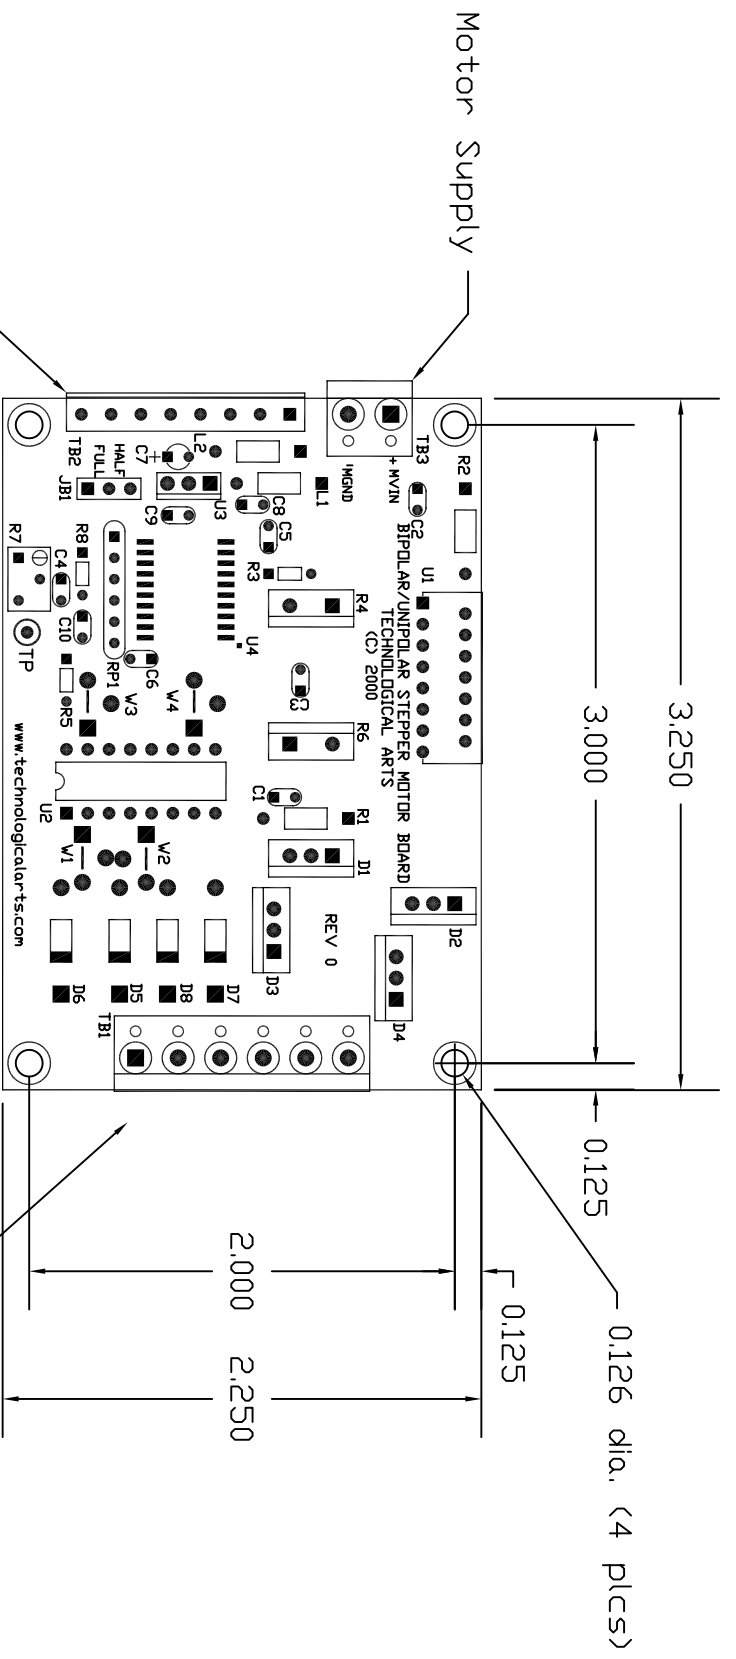 Motor Supply
3.250
3.000
0.125
0.126 dia. (4 plcs)
0.125
2.000
2.250
TB3
+MVIN
-MGND
R2
C2
U1
BIPOLAR/UNIPOLAR STEPPER MOTOR BOARD
TECHNOLOGICAL ARTS
(C) 2000
D2
D4
REV 0
L1
L2
U3
C8
C5
R3
R4
C3
R6
C1
R1
D1
D3
TB2
HALF
FULL
JB1
C7
C9
U4
R7
R8
C4
C10
TP
RP1
C6
R5
W3
W4
U2
W1
W2
D6
D5
D8
D7
TB1
www.technologicalarts.com